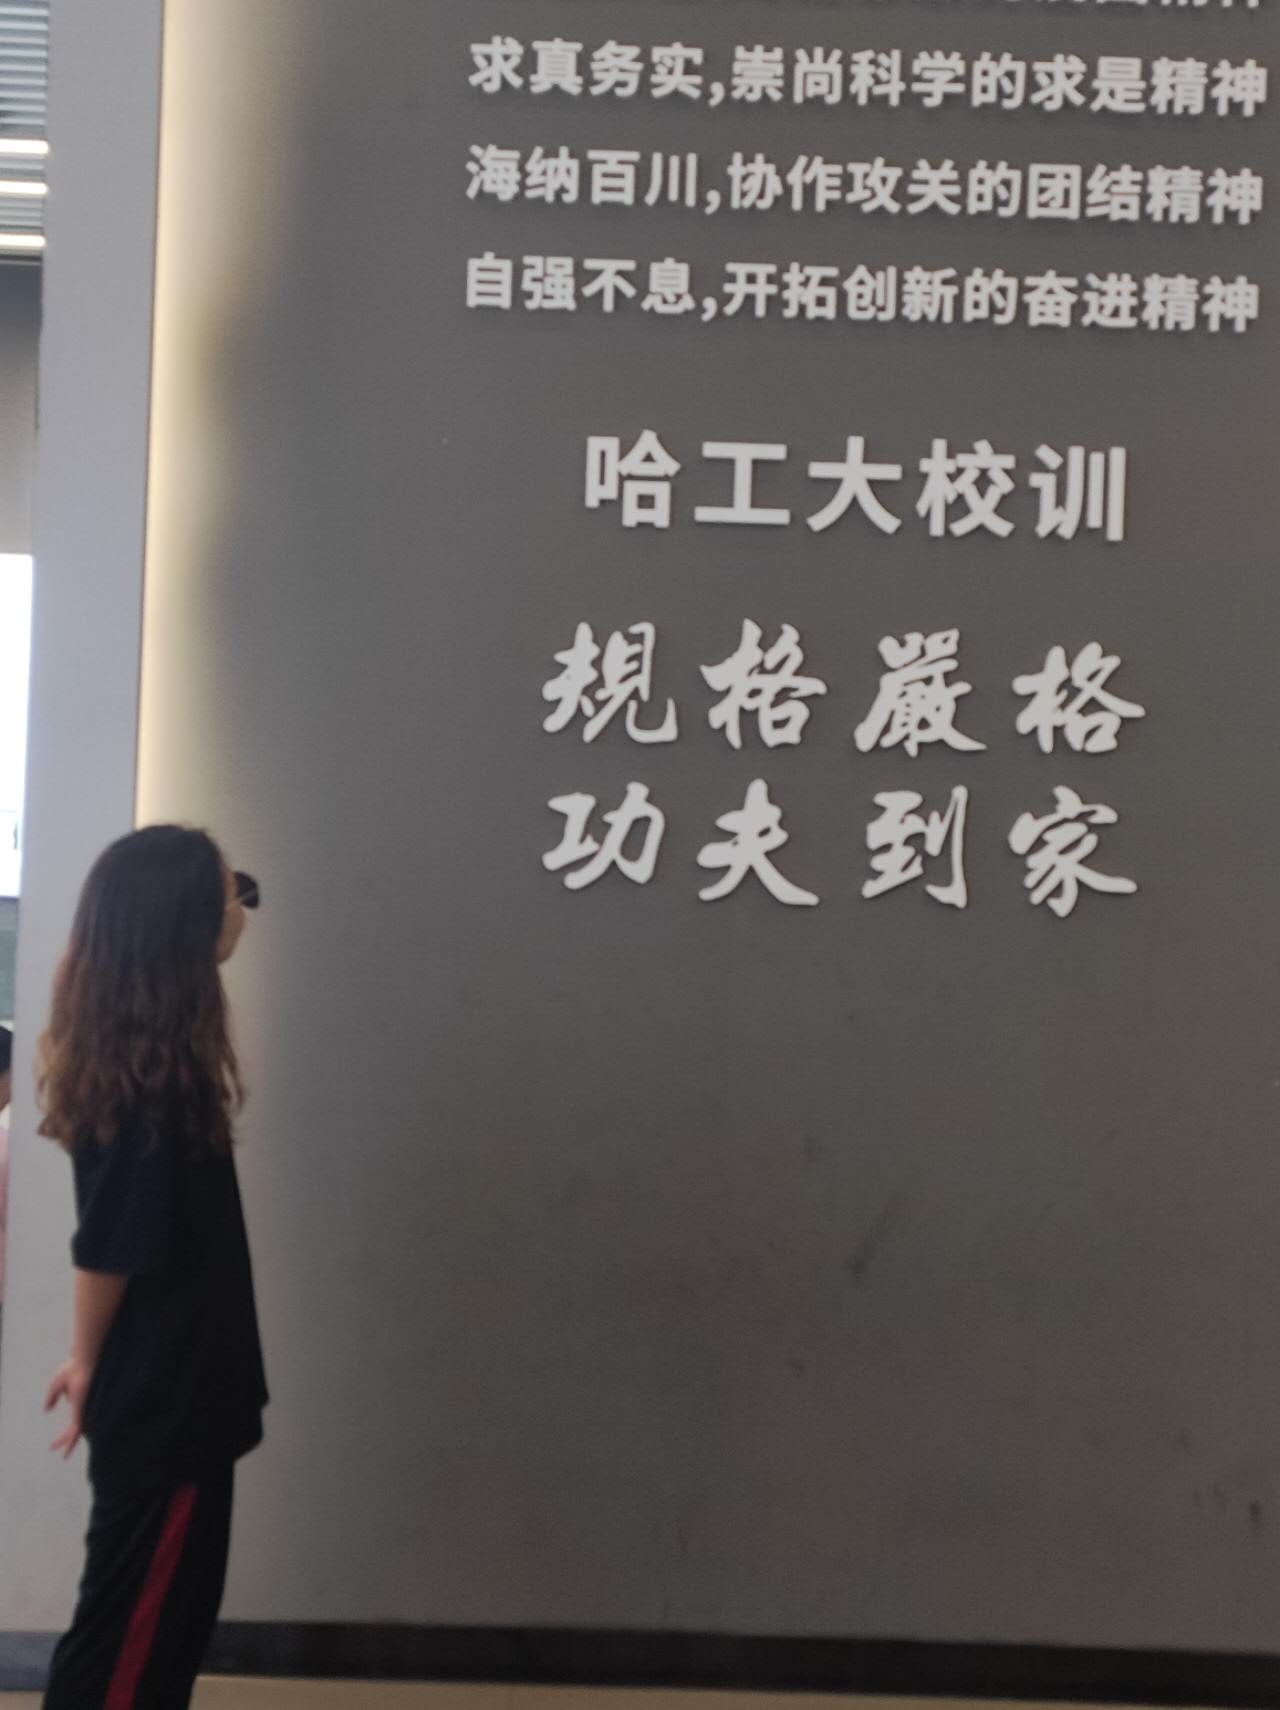 求真务实,崇尚科学的求是精神
海纳百川,协作攻关的团结精神
自强不息,开拓创新的奋进精神
哈工大校训
規格嚴格
功夫到家